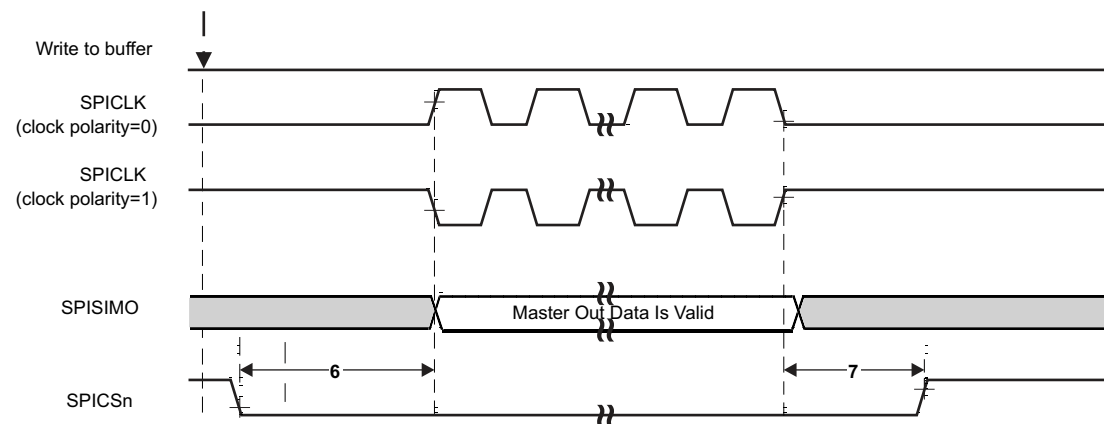 Write to buffer
SPICLK
(clock polarity=0)
SPICLK
(clock polarity=1)
SPISIMO
Master Out Data Is Valid
6
7
SPICSn